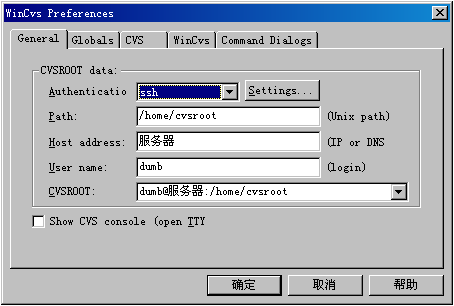 WinCvs Preferences
General Globals CVS WinCvs Command Dialogs
CVSROOT data:
Authenticatio ssh Settings...
Path: /home/cvsroot (Unix path)
Host address: 服务器 (IP or DNS
User name: dumb (login)
CVSROOT: dumb@服务器:/home/cvsroot
Show CVS console (open TTY
确定 取消 帮助